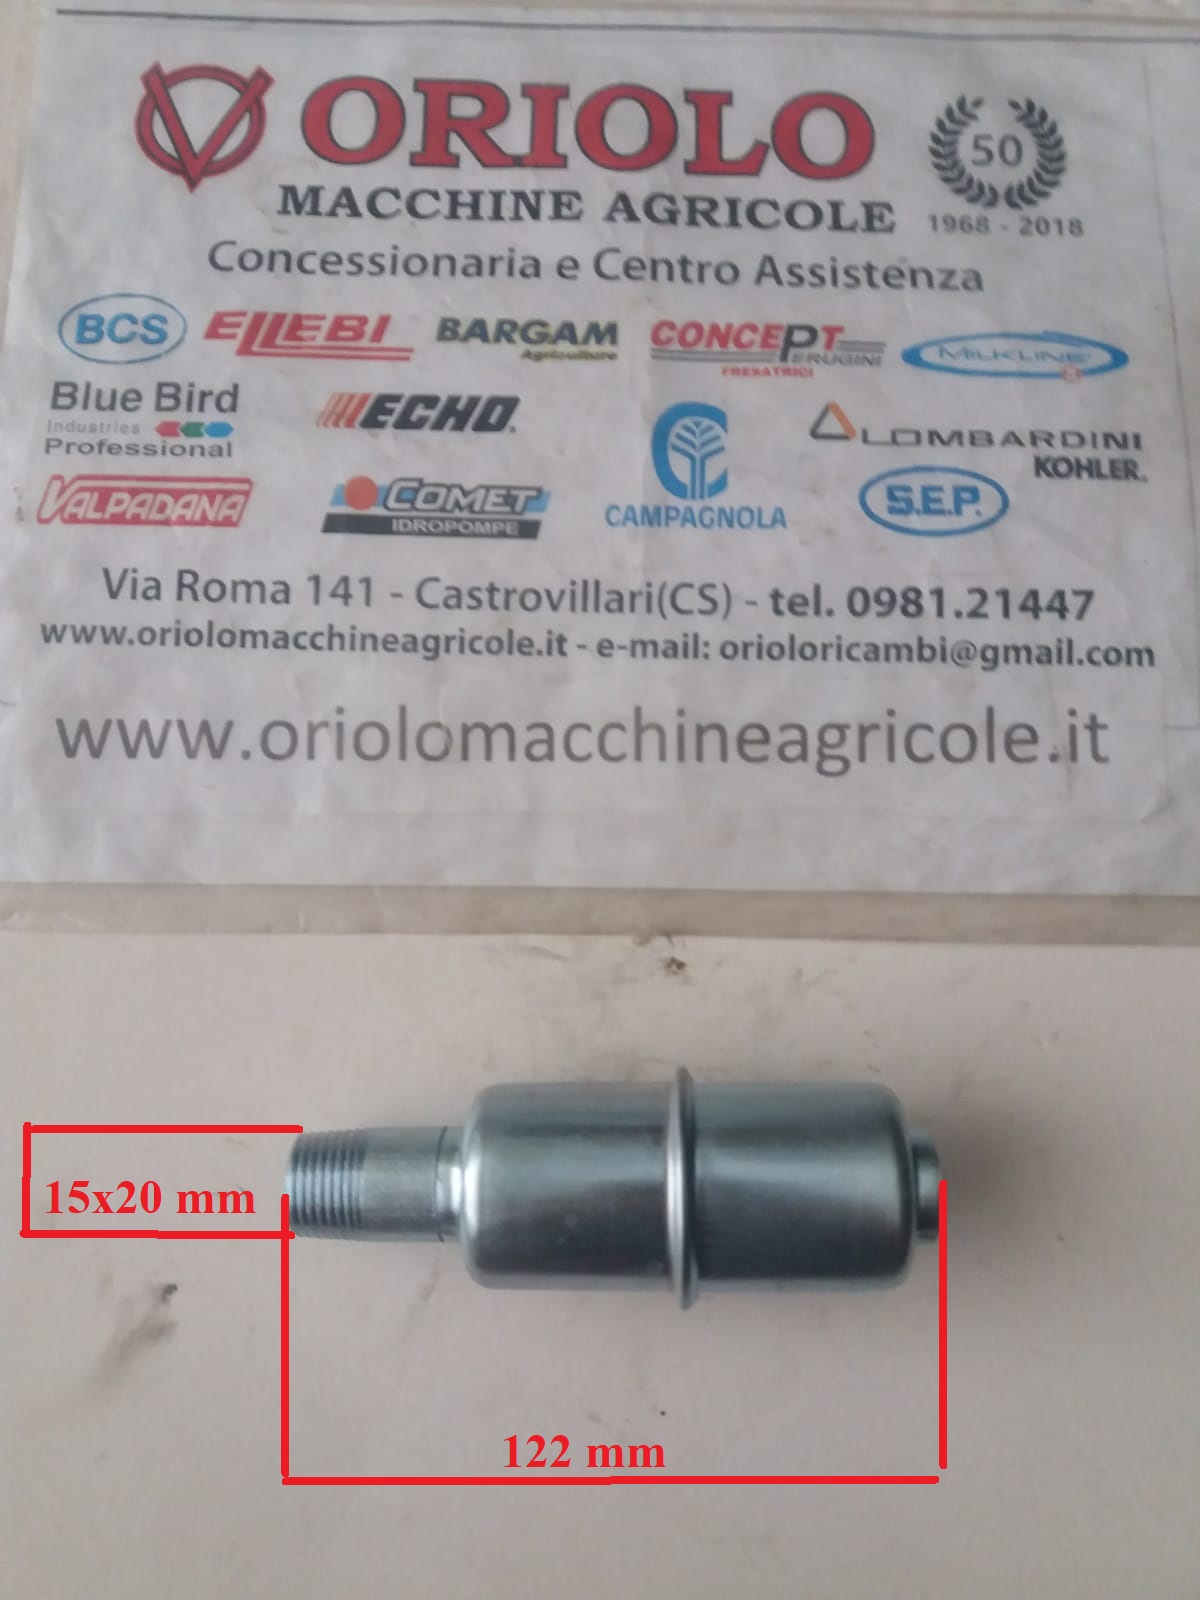 ORIOLO
MACCHINE AGRICOLE
50
1968 - 2018
Concessionaria e Centro Assistenza
BCS ELLEBI BARGAM CONCEPT MILKLINE
Agriculture PERUGINI
FRESATRICI
Blue Bird ECHO LOMBARDINI
Industries KOHLER
Professional
VALPADANA COMET CAMPAGNOLA S.E.P.
IDROPOMPE
Via Roma 141 - Castrovillari(CS) - tel. 0981.21447
www.oriolomacchineagricole.it - e-mail: orioloricambi@gmail.com
www.oriolomacchineagricole.it
15x20 mm
122 mm